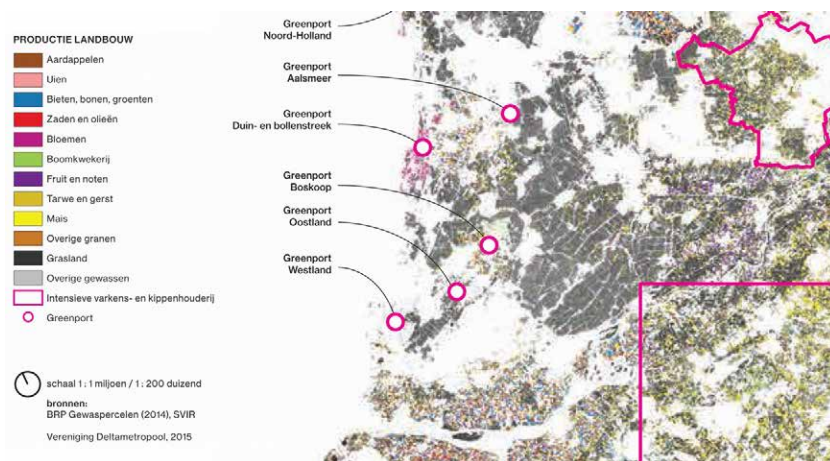 PRODUCTIE LANDBOUW
Aardappelen
Uien
Bieten, bonen, groenten
Zaden en olieën
Bloemen
Boomkwekerij
Fruit en noten
Tarwe en gerst
Mais
Overige granen
Grasland
Overige gewassen
Intensieve varkens- en kippenhouderij
Greenport
schaal 1 : 1 miljoen / 1 : 200 duizend
bronnen:
BRP Gewaspercelen (2014), SVIR
Vereniging Deltametropool, 2015
Greenport
Noord-Holland
Greenport
Aalsmeer
Greenport
Duin- en bollenstreek
Greenport
Boskoop
Greenport
Oostland
Greenport
Westland